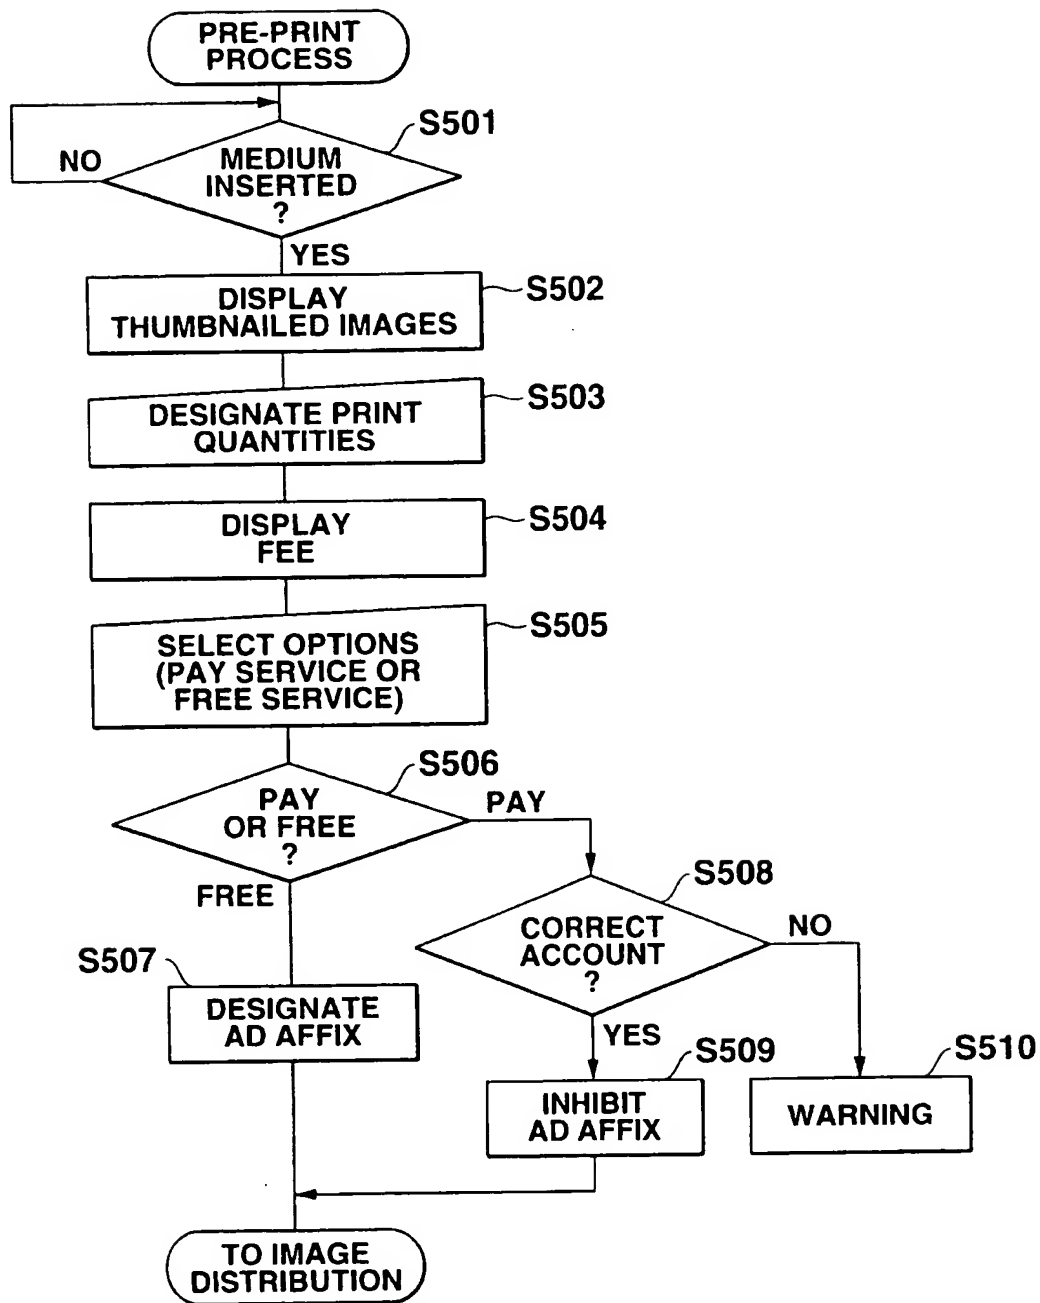 PRE-PRINT
PROCESS
S501
NO
MEDIUM
INSERTED
?
YES
S502
DISPLAY
THUMBNAILED IMAGES
S503
DESIGNATE PRINT
QUANTITIES
S504
DISPLAY
FEE
S505
SELECT OPTIONS
(PAY SERVICE OR
FREE SERVICE)
S506
PAY
OR FREE
?
PAY
FREE
S508
CORRECT
ACCOUNT
?
NO
S507
DESIGNATE
AD AFFIX
YES
S509
INHIBIT
AD AFFIX
S510
WARNING
TO IMAGE
DISTRIBUTION